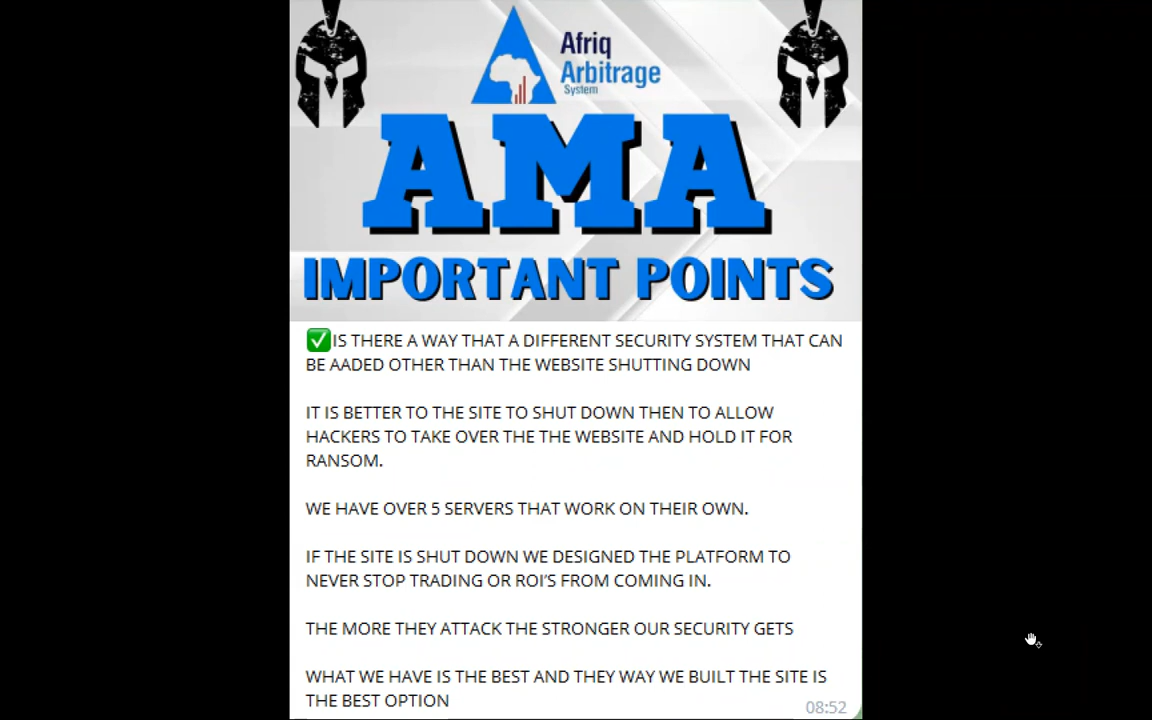 Afriq
Arbitrage
System
AMA
IMPORTANT POINTS
✅IS THERE A WAY THAT A DIFFERENT SECURITY SYSTEM THAT CAN
BE AADED OTHER THAN THE WEBSITE SHUTTING DOWN
IT IS BETTER TO THE SITE TO SHUT DOWN THEN TO ALLOW
HACKERS TO TAKE OVER THE THE WEBSITE AND HOLD IT FOR
RANSOM.
WE HAVE OVER 5 SERVERS THAT WORK ON THEIR OWN.
IF THE SITE IS SHUT DOWN WE DESIGNED THE PLATFORM TO
NEVER STOP TRADING OR ROI'S FROM COMING IN.
THE MORE THEY ATTACK THE STRONGER OUR SECURITY GETS
WHAT WE HAVE IS THE BEST AND THEY WAY WE BUILT THE SITE IS
THE BEST OPTION
08:52